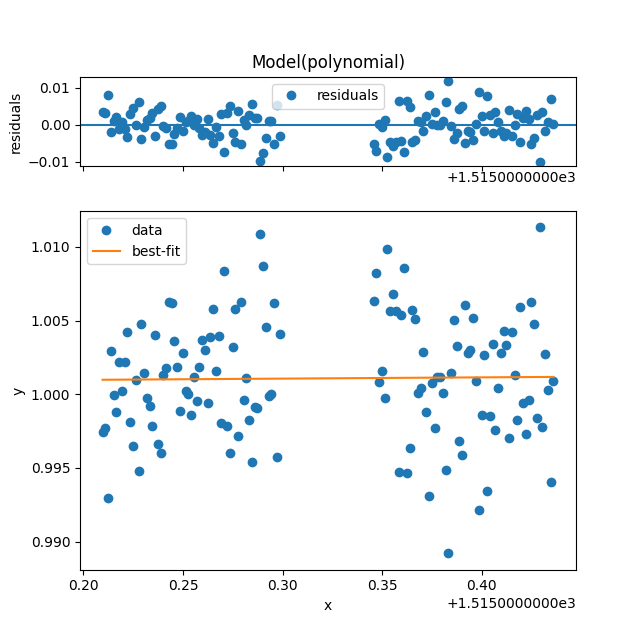 Model(polynomial)
residuals
0.01
0.00
−0.01
residuals
+1.5150000000e3
y
1.010
1.005
1.000
0.995
0.990
data
best-fit
0.20
0.25
0.30
0.35
0.40
x
+1.5150000000e3